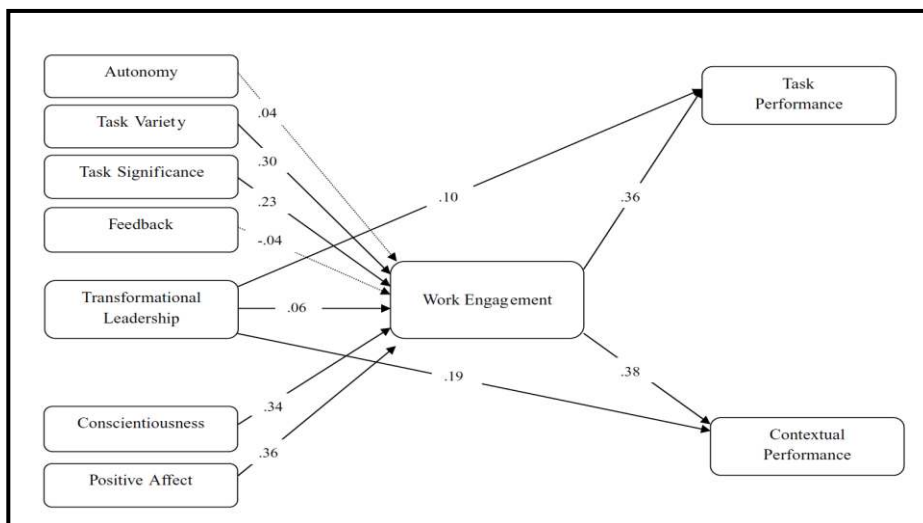 Autonomy
Task
Performance
.04
Task Variety
.30
Task Significance
.36
.23
.10
Feedback
-.04
Transformational
Leadership
.06
Work Engagement
.19
.38
.34
Conscientiousness
.36
Contextual
Performance
Positive Affect